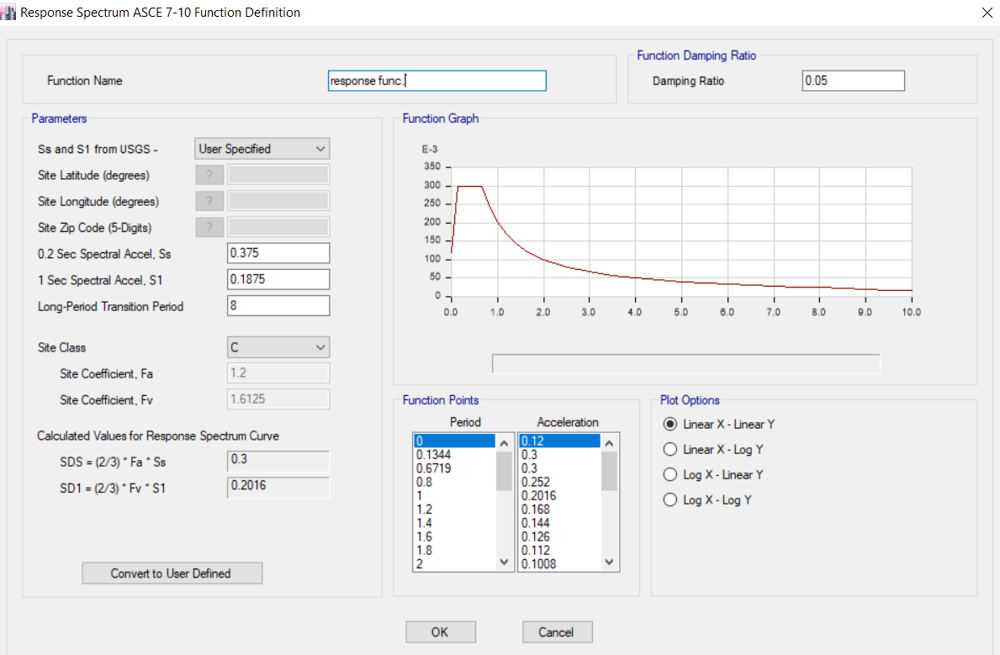 Response Spectrum ASCE 7-10 Function Definition
Function Name
response func.
Function Damping Ratio
Damping Ratio
0.05
Parameters
Ss and S1 from USGS -
User Specified
Site Latitude (degrees)
?
Site Longitude (degrees)
?
Site Zip Code (5-Digits)
?
0.2 Sec Spectral Accel, Ss
0.375
1 Sec Spectral Accel, S1
0.1875
Long-Period Transition Period
8
Site Class
C
Site Coefficient, Fa
1.2
Site Coefficient, Fv
1.6125
Calculated Values for Response Spectrum Curve
SDS = (2/3) * Fa * Ss
0.3
SD1 = (2/3) * Fv * S1
0.2016
Convert to User Defined
Function Graph
E-3
350
300
250
200
150
100
50
0
0.0 1.0 2.0 3.0 4.0 5.0 6.0 7.0 8.0 9.0 10.0
Function Points
Period Acceleration
0 0.12
0.1344 0.3
0.6719 0.3
0.8 0.252
1 0.2016
1.2 0.168
1.4 0.144
1.6 0.126
1.8 0.112
2 0.1008
Plot Options
Linear X - Linear Y
Linear X - Log Y
Log X - Linear Y
Log X - Log Y
OK
Cancel